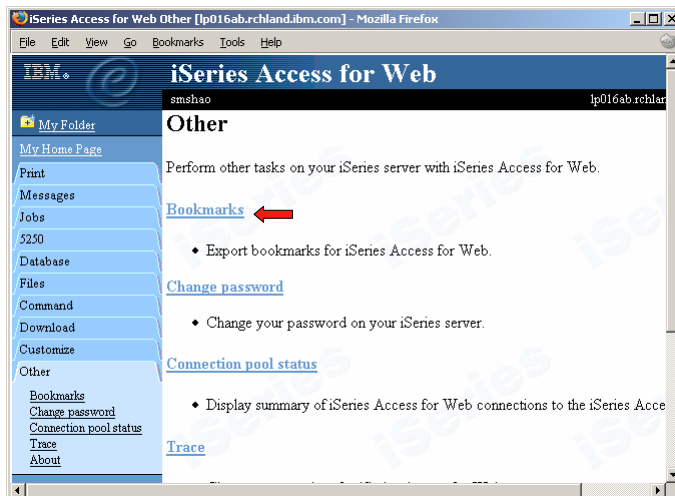 iSeries Access for Web Other [lp016ab.rchland.ibm.com] - Mozilla Firefox
File Edit View Go Bookmarks Tools Help
IBM®
iSeries Access for Web
smshao lp016ab.rchlan
My Folder
My Home Page
Print
Messages
Jobs
5250
Database
Files
Command
Download
Customize
Other
Bookmarks
Change password
Connection pool status
Trace
About
Other
Perform other tasks on your iSeries server with iSeries Access for Web.
Bookmarks
• Export bookmarks for iSeries Access for Web.
Change password
• Change your password on your iSeries server.
Connection pool status
• Display summary of iSeries Access for Web connections to the iSeries Acce
Trace